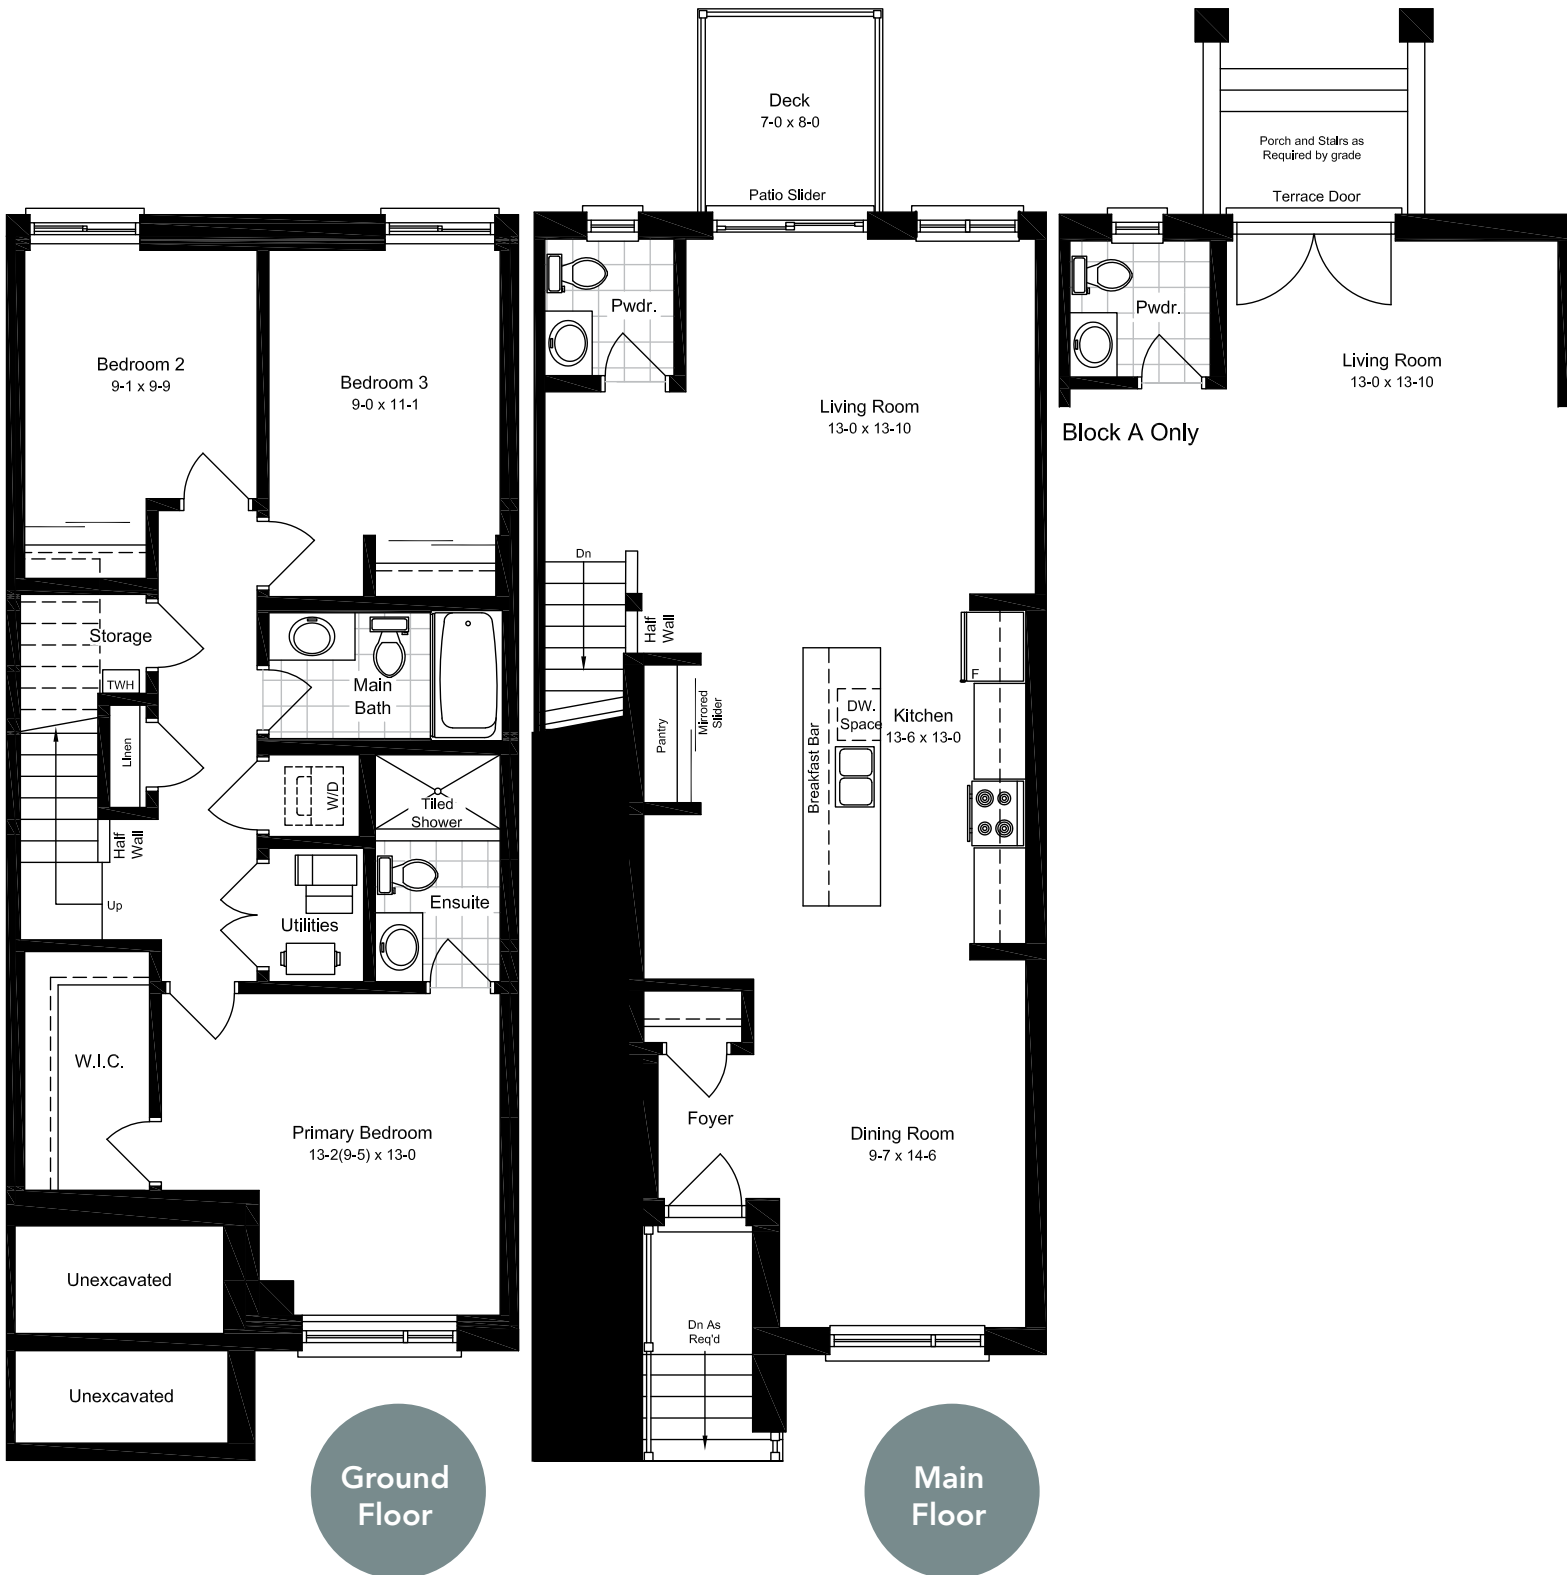 Bedroom 2
9-1 x 9-9
Bedroom 3
9-0 x 11-1
Storage
TWH
Linen
Main
Bath
W/D
Tiled
Shower
Half
Wall
Up
Utilities
Ensuite
W.I.C.
Primary Bedroom
13-2(9-5) x 13-0
Unexcavated
Unexcavated
Ground
Floor
Deck
7-0 x 8-0
Patio Slider
Pwdr.
Living Room
13-0 x 13-10
Dn
Half
Wall
Pantry
Mirrored
Slider
Breakfast Bar
DW.
Space
Kitchen
13-6 x 13-0
F
Foyer
Dining Room
9-7 x 14-6
Dn As
Req'd
Main
Floor
Porch and Stairs as
Required by grade
Terrace Door
Pwdr.
Living Room
13-0 x 13-10
Block A Only